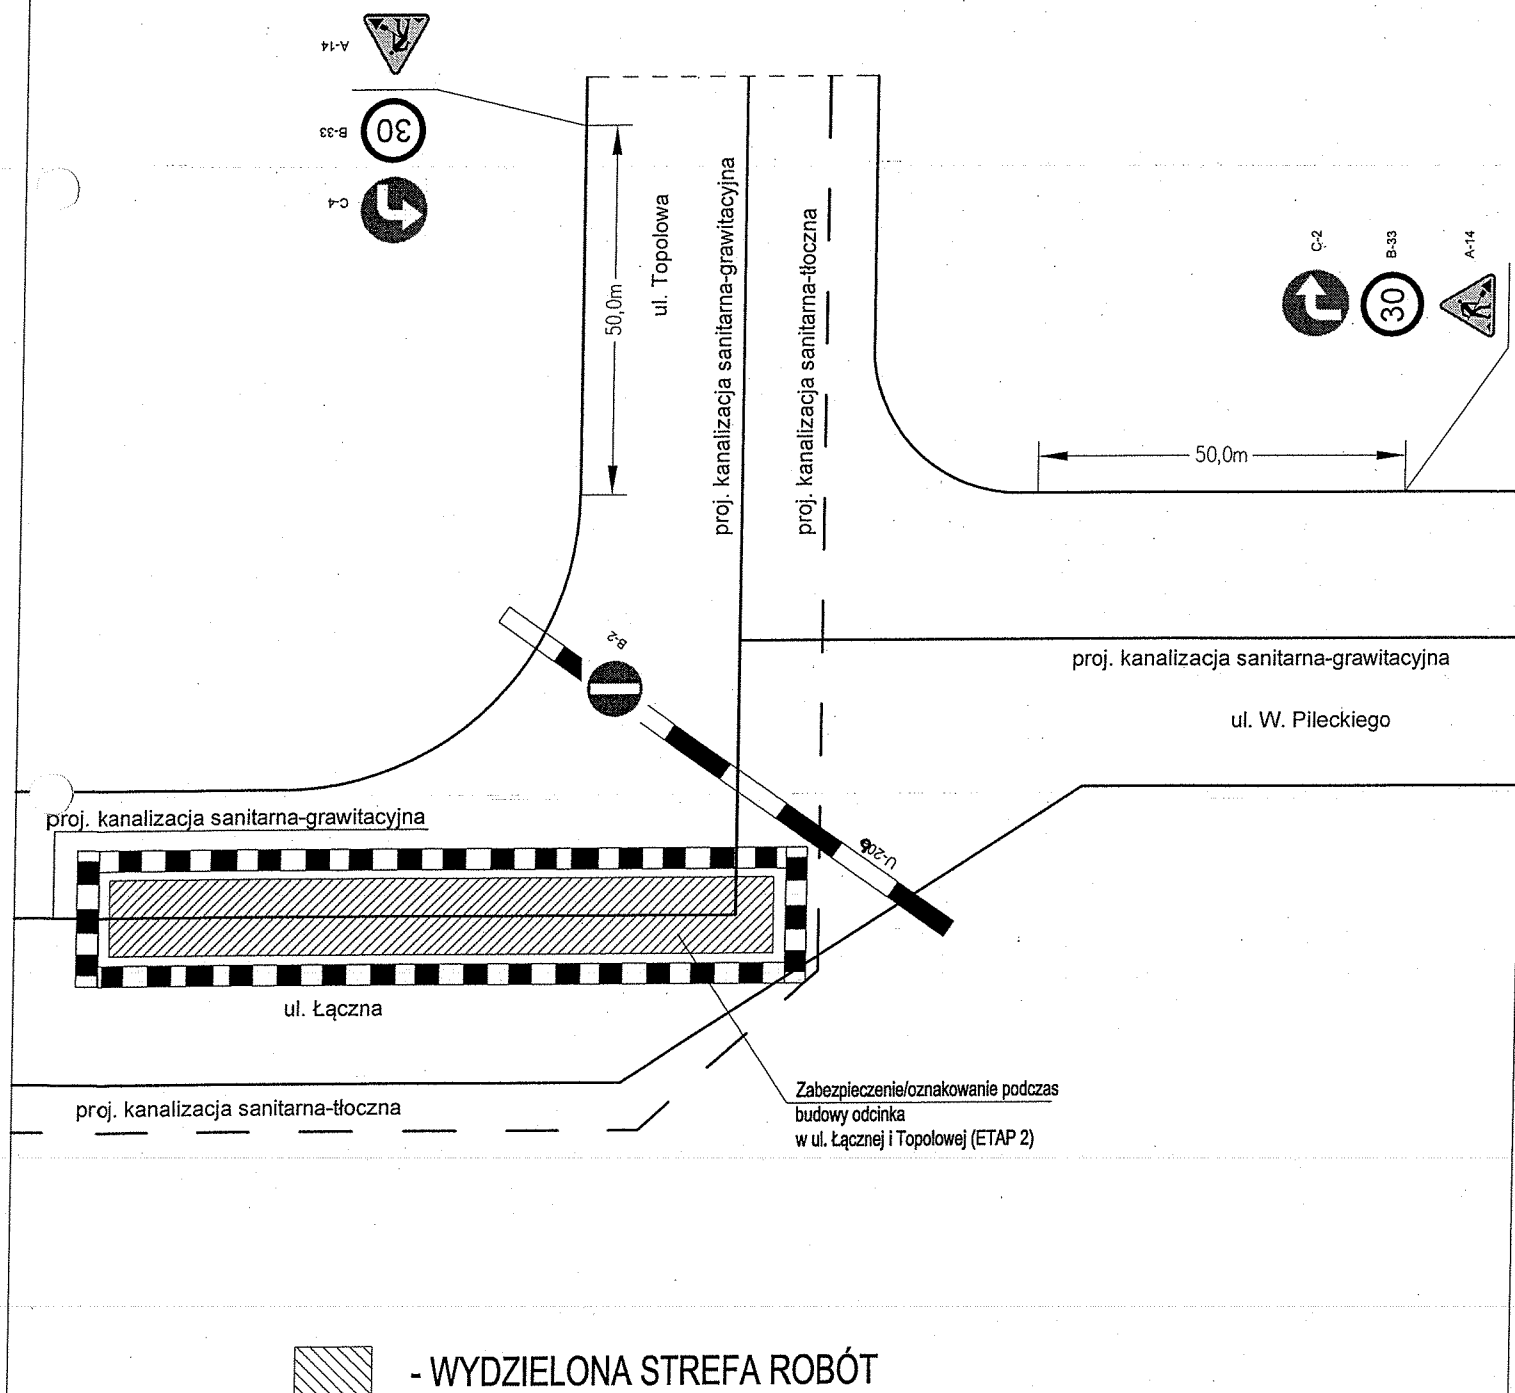 A-14
B-33
30
C-4
50,0m
ul. Topolowa
proj. kanalizacja sanitarna-grawitacyjna
proj. kanalizacja sanitarna-tłoczna
C-2
B-33
A-14
30
50,0m
B-2
proj. kanalizacja sanitarna-grawitacyjna
ul. W. Pileckiego
proj. kanalizacja sanitarna-grawitacyjna
ul. Łączna
proj. kanalizacja sanitarna-tłoczna
Zabezpieczenie/oznakowanie podczas
budowy odcinka
w ul. Łącznej i Topolowej (ETAP 2)
- WYDZIELONA STREFA ROBÓT